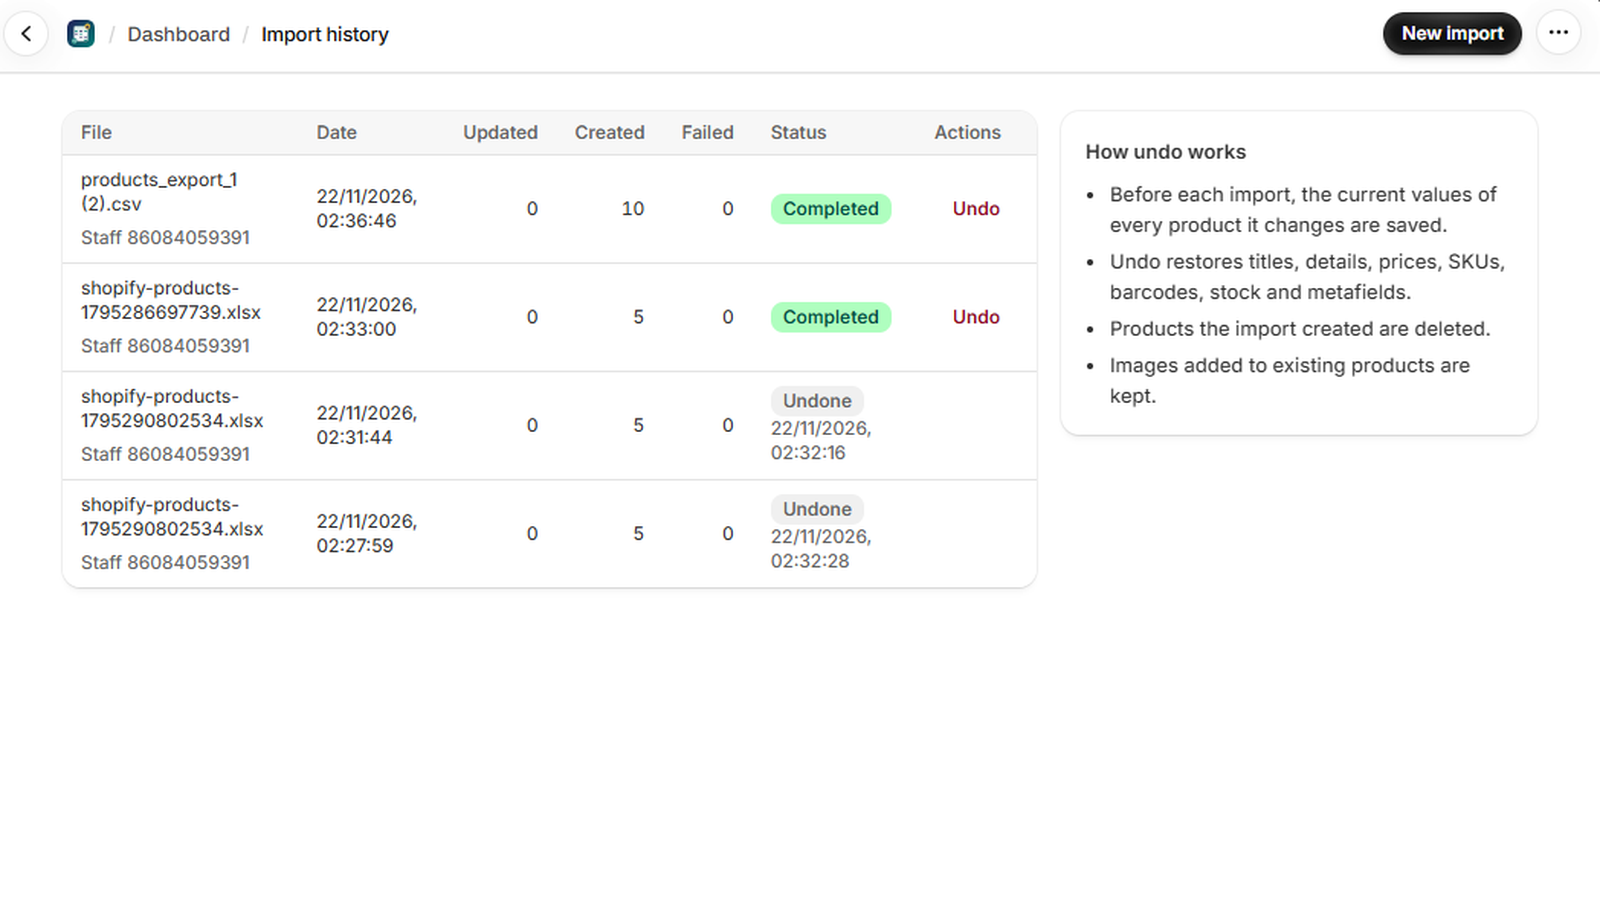 / Dashboard / Import history
New import
File Date Updated Created Failed Status Actions
products_export_1
(2).csv
Staff 86084059391
22/11/2026,
02:36:46
0 10 0 Completed Undo
shopify-products-
1795286697739.xlsx
Staff 86084059391
22/11/2026,
02:33:00
0 5 0 Completed Undo
shopify-products-
1795290802534.xlsx
Staff 86084059391
22/11/2026,
02:31:44
0 5 0 Undone
22/11/2026,
02:32:16
shopify-products-
1795290802534.xlsx
Staff 86084059391
22/11/2026,
02:27:59
0 5 0 Undone
22/11/2026,
02:32:28
How undo works
• Before each import, the current values of
every product it changes are saved.
• Undo restores titles, details, prices, SKUs,
barcodes, stock and metafields.
• Products the import created are deleted.
• Images added to existing products are
kept.